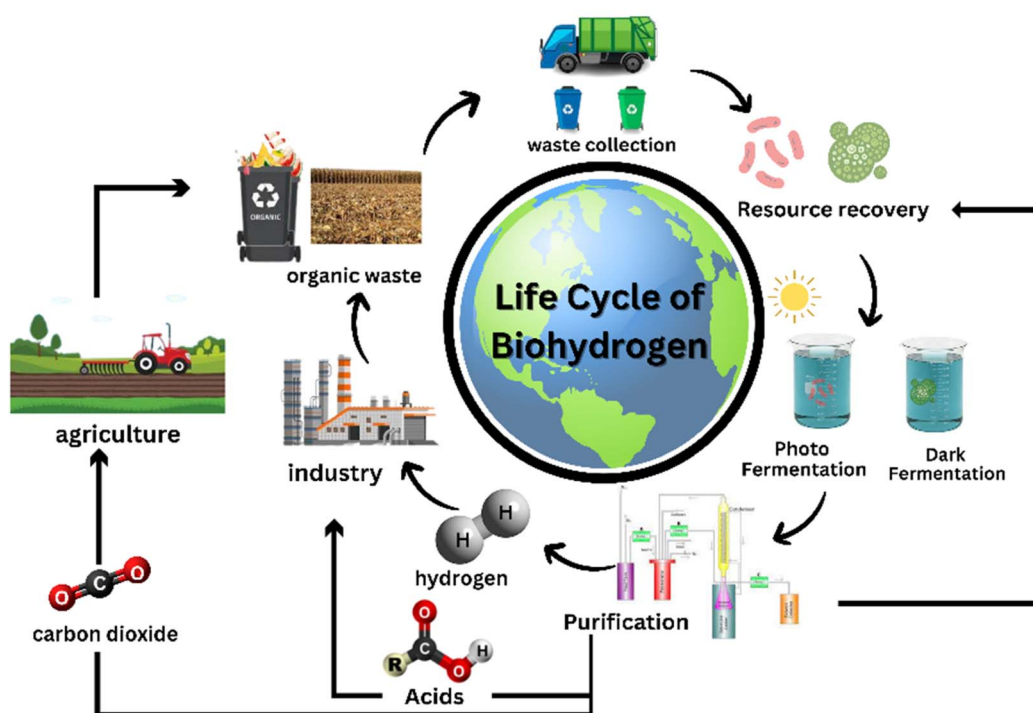 waste collection
ORGANIC
organic waste
Resource recovery
Life Cycle of
Biohydrogen
agriculture
industry
Photo
Fermentation
Dark
Fermentation
H
H
hydrogen
Purification
O
C
O
carbon dioxide
O
C
R
O
H
Acids